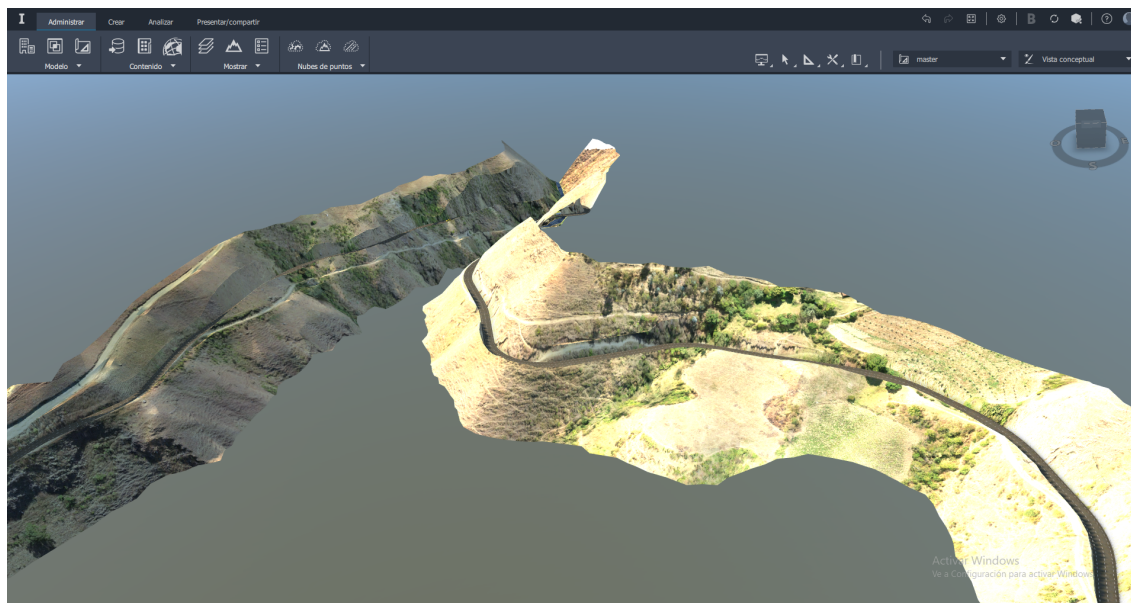 I Administrar Crear Analizar Presentar/compartir
Modelo Contenido Mostrar Nubes de puntos
master Vista conceptual
Activar Windows
Ve a Configuración para activar Windows